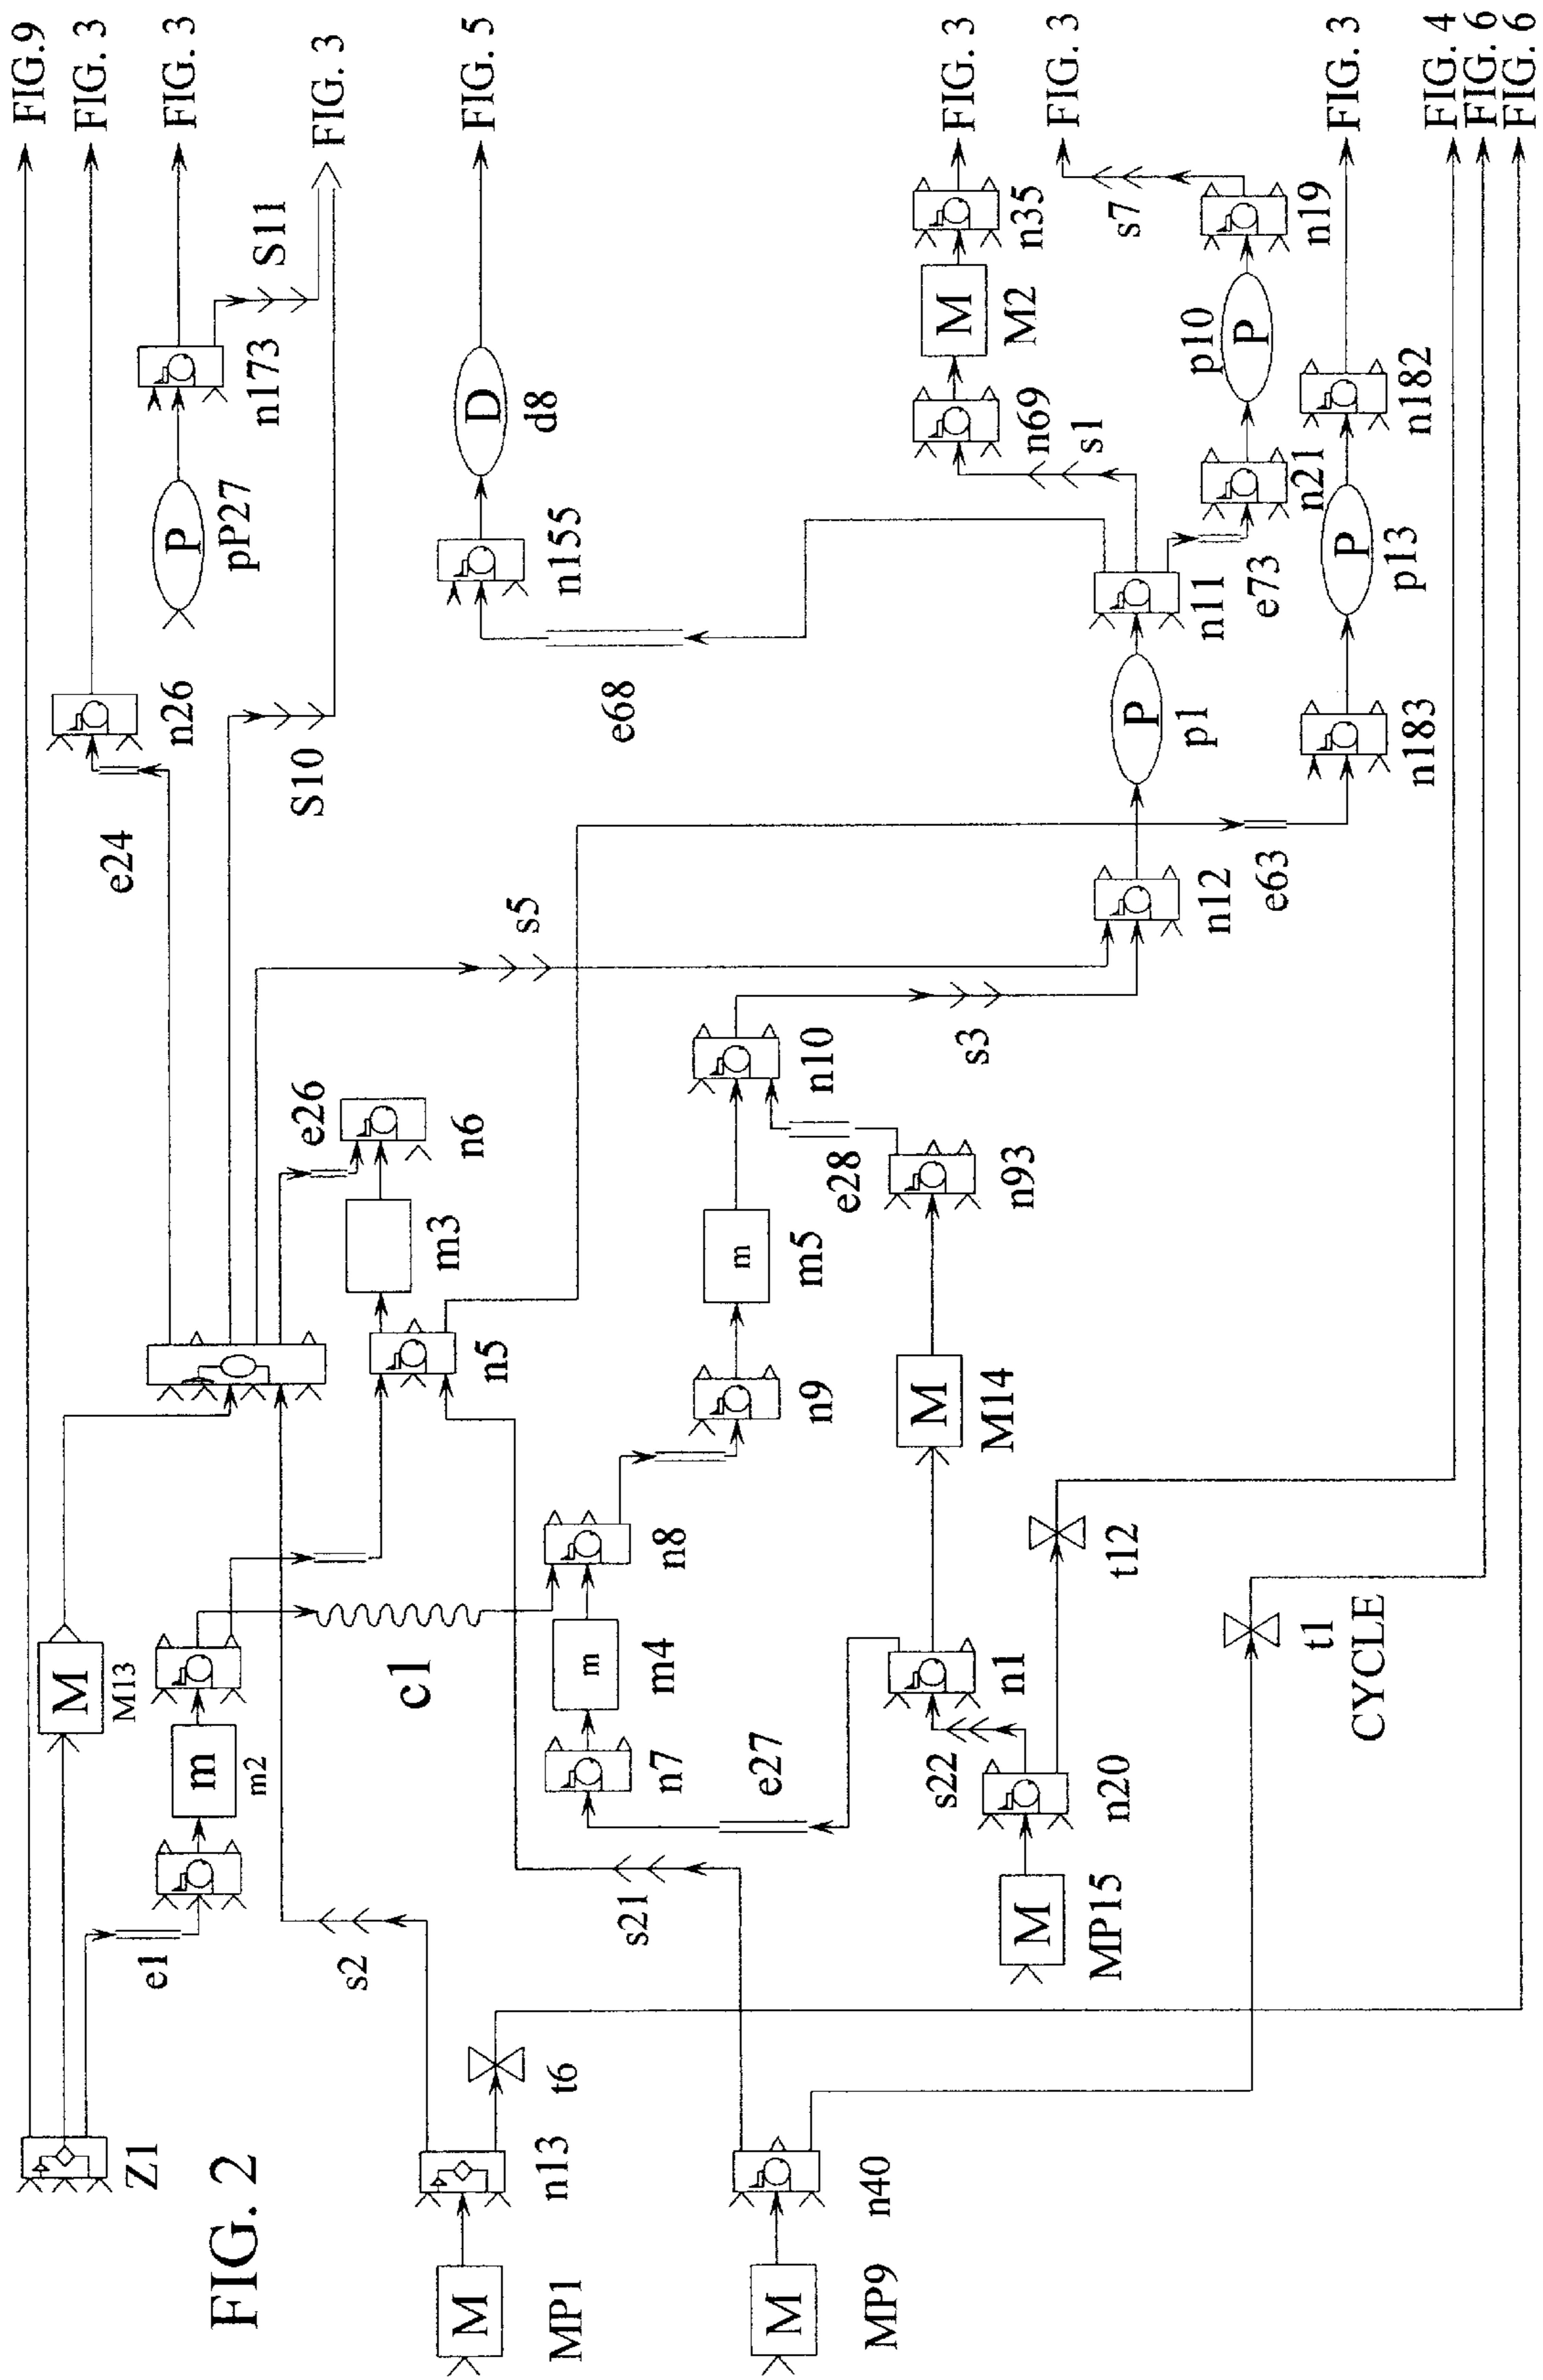 FIG.9
FIG. 3
FIG. 3
FIG. 3
FIG. 5
FIG. 3
FIG. 3
FIG. 3
FIG. 4
FIG. 6
FIG. 6
S11
n173
P
pP27
n26
e24
S10
D
d8
n155
e68
n35
M
M2
n69
s1
s7
n19
p10
P
n21
e73
n182
P
p13
n183
n11
P
p1
n12
e63
s5
s3
n10
e26
n6
m3
n5
e28
n93
m
m5
n9
M
M14
n8
m
m4
n7
c1
M
M13
m
m2
e1
s2
s21
e27
n1
s22
n20
M
MP15
t12
t1
CYCLE
Z1
t6
n13
M
MP1
n40
M
MP9
FIG. 2